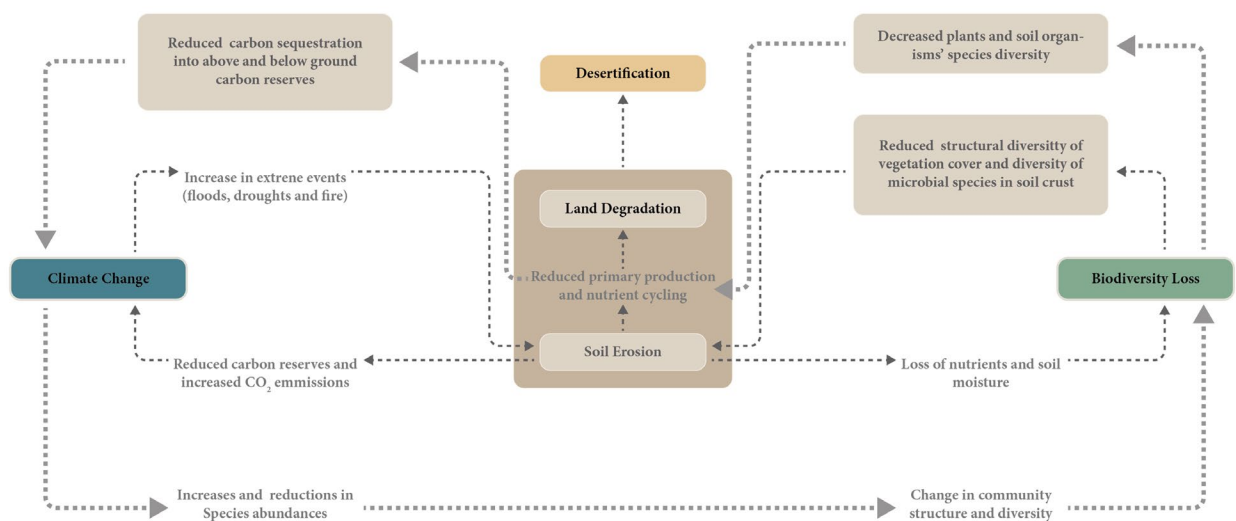 Reduced carbon sequestration
into above and below ground
carbon reserves
Desertification
Decreased plants and soil organ-
isms' species diversity
Reduced structural diversitty of
vegetation cover and diversity of
microbial species in soil crust
Increase in extrene events
(floods, droughts and fire)
Land Degradation
Climate Change
Reduced primary production
and nutrient cycling
Biodiversity Loss
Soil Erosion
Reduced carbon reserves and
increased CO₂ emmissions
Loss of nutrients and soil
moisture
Increases and reductions in
Species abundances
Change in community
structure and diversity